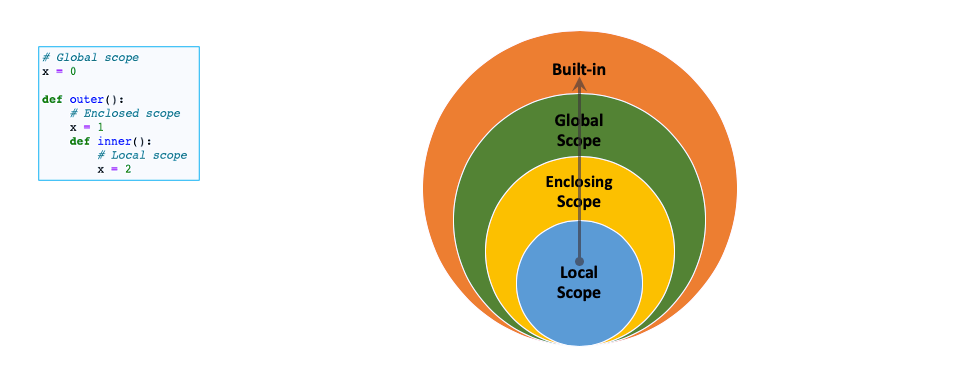 # Global scope
x = 0

def outer():
    # Enclosed scope
    x = 1
    def inner():
        # Local scope
        x = 2
Built-in
Global
Scope
Enclosing
Scope
Local
Scope